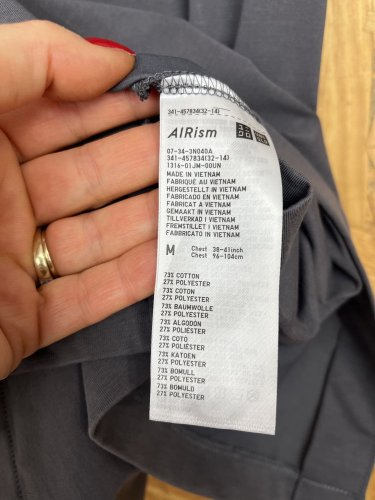 341-457834(32-14)
AIRism
07-34-3N040A
341-457834(32-14)
1316-01JM-00UN
MADE IN VIETNAM
FABRIQUÉ AU VIETNAM
HERGESTELLT IN VIETNAM
FABRICADO EN VIETNAM
FABRICAT A VIETNAM
GEMAAKT IN VIETNAM
TILLVERKAD I VIETNAM
FREMSTILLET I VIETNAM
FABBRICATO IN VIETNAM
M Chest 38-41inch
Chest 96-104cm
73% COTTON
27% POLYESTER
73% COTON
27% POLYESTER
73% BAUMWOLLE
27% POLYESTER
73% ALGODÓN
27% POLIÉSTER
73% COTÓ
27% POLIÈSTER
73% KATOEN
27% POLYESTER
73% BOMULL
27% POLYESTER
73% BOMULD
27% POLYESTER